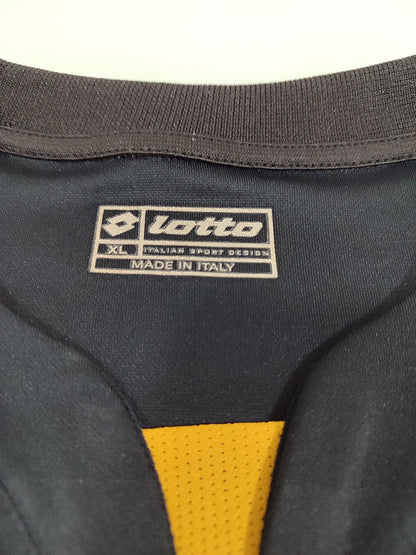 lotto
XL ITALIAN SPORT DESIGN
MADE IN ITALY